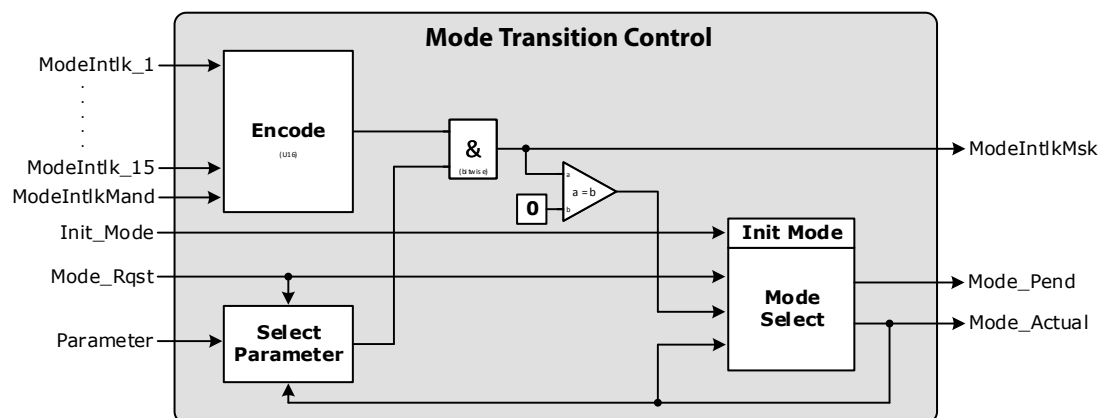 Mode Transition Control
ModeIntlk_1
ModeIntlk_15
ModeIntlkMand
Encode
(U16)
&
(bitwise)
ModeIntlkMsk
a
a = b
b
0
Init_Mode
Init Mode
Mode_Rqst
Mode
Select
Mode_Pend
Mode_Actual
Parameter
Select
Parameter